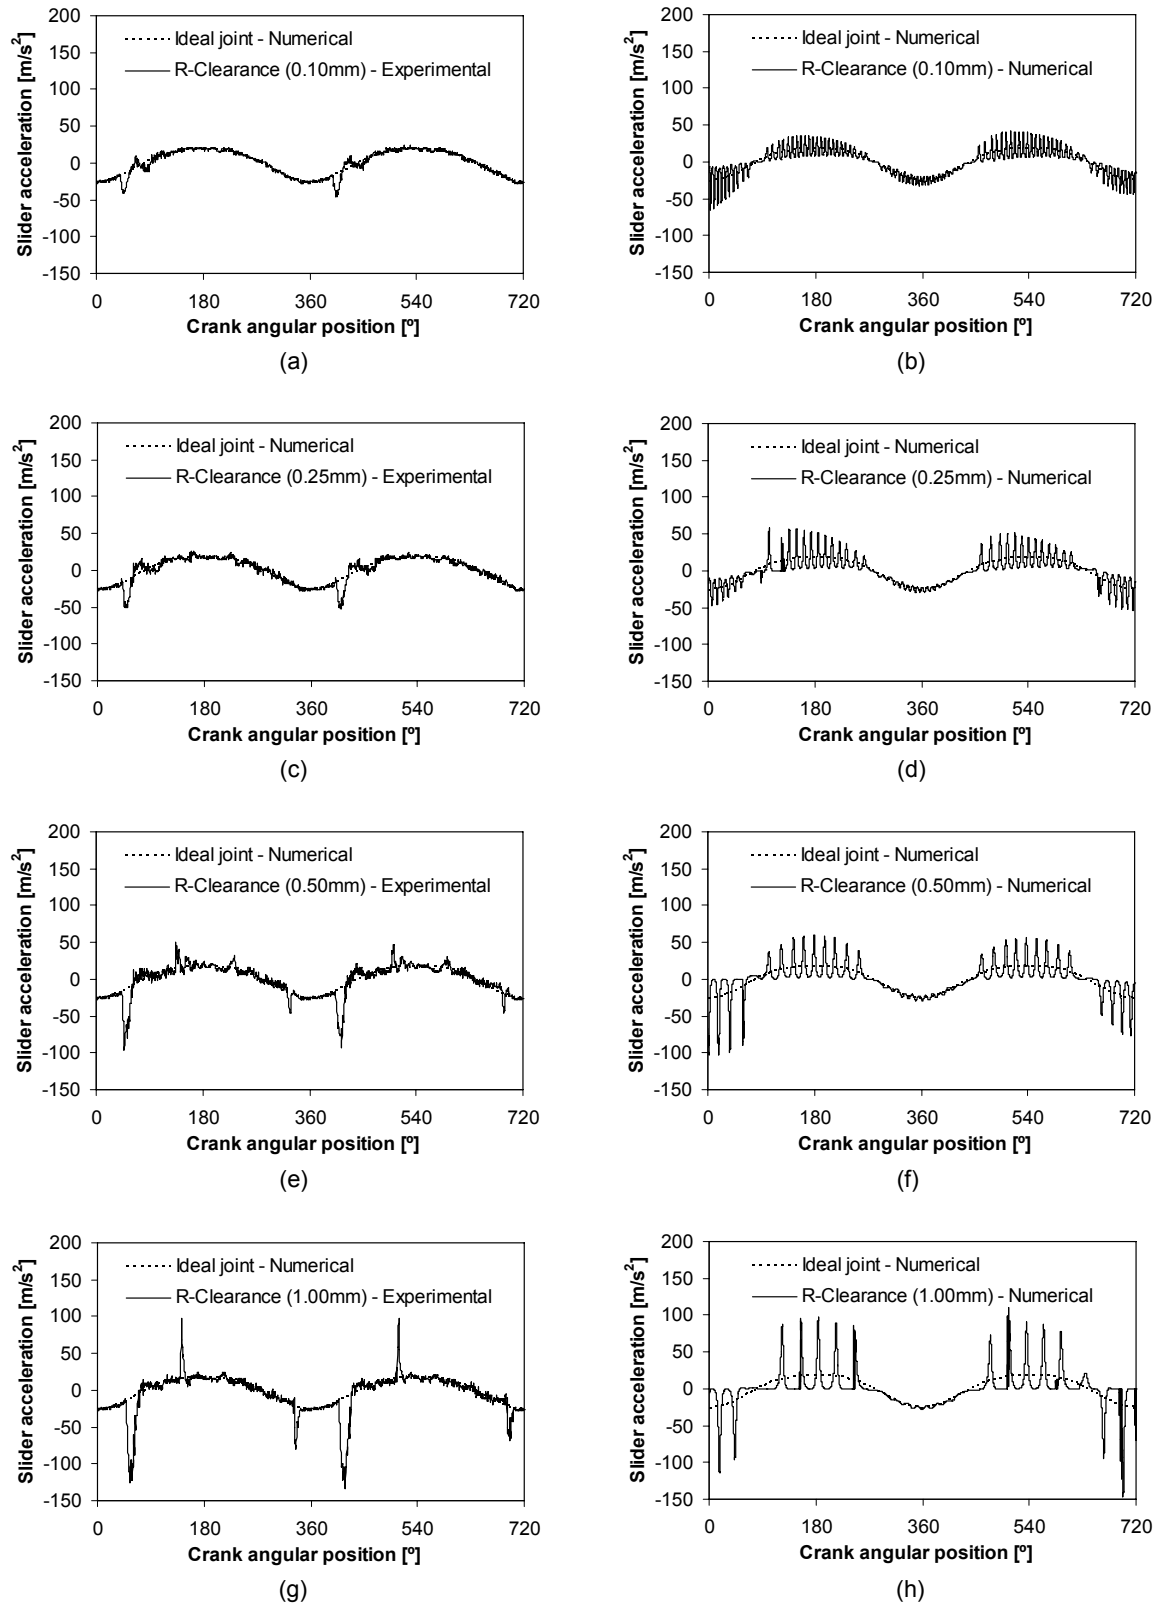 Slider acceleration [m/s²]
200
150
100
50
0
-50
-100
-150
Ideal joint - Numerical
R-Clearance (0.10mm) - Experimental
0 180 360 540 720
Crank angular position [º]
(a)
Slider acceleration [m/s²]
200
150
100
50
0
-50
-100
-150
Ideal joint - Numerical
R-Clearance (0.10mm) - Numerical
0 180 360 540 720
Crank angular position [º]
(b)
Slider acceleration [m/s²]
200
150
100
50
0
-50
-100
-150
Ideal joint - Numerical
R-Clearance (0.25mm) - Experimental
0 180 360 540 720
Crank angular position [º]
(c)
Slider acceleration [m/s²]
200
150
100
50
0
-50
-100
-150
Ideal joint - Numerical
R-Clearance (0.25mm) - Numerical
0 180 360 540 720
Crank angular position [º]
(d)
Slider acceleration [m/s²]
200
150
100
50
0
-50
-100
-150
Ideal joint - Numerical
R-Clearance (0.50mm) - Experimental
0 180 360 540 720
Crank angular position [º]
(e)
Slider acceleration [m/s²]
200
150
100
50
0
-50
-100
-150
Ideal joint - Numerical
R-Clearance (0.50mm) - Numerical
0 180 360 540 720
Crank angular position [º]
(f)
Slider acceleration [m/s²]
200
150
100
50
0
-50
-100
-150
Ideal joint - Numerical
R-Clearance (1.00mm) - Experimental
0 180 360 540 720
Crank angular position [º]
(g)
Slider acceleration [m/s²]
200
150
100
50
0
-50
-100
-150
Ideal joint - Numerical
R-Clearance (1.00mm) - Numerical
0 180 360 540 720
Crank angular position [º]
(h)